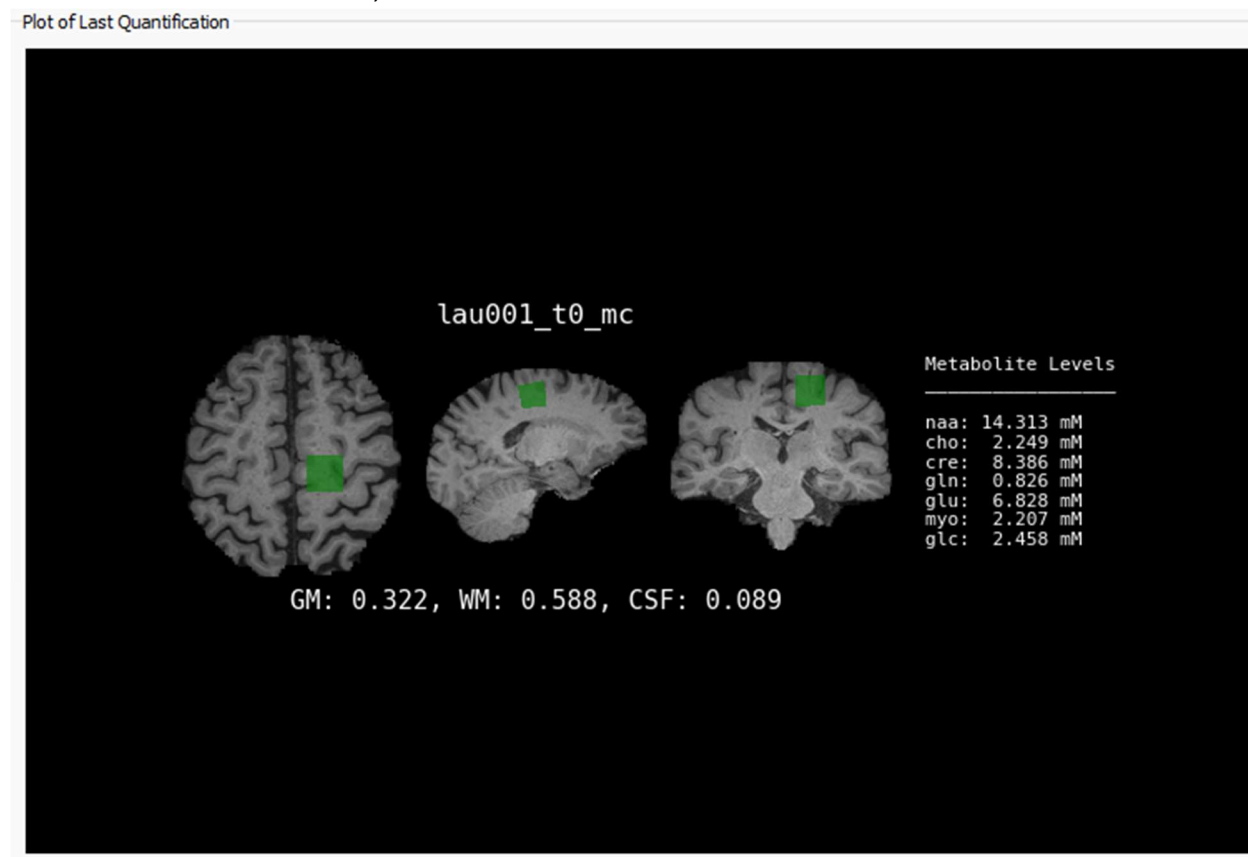 Plot of Last Quantification
lau001_t0_mc
Metabolite Levels
naa: 14.313 mM
cho: 2.249 mM
cre: 8.386 mM
gln: 0.826 mM
glu: 6.828 mM
myo: 2.207 mM
glc: 2.458 mM
GM: 0.322, WM: 0.588, CSF: 0.089